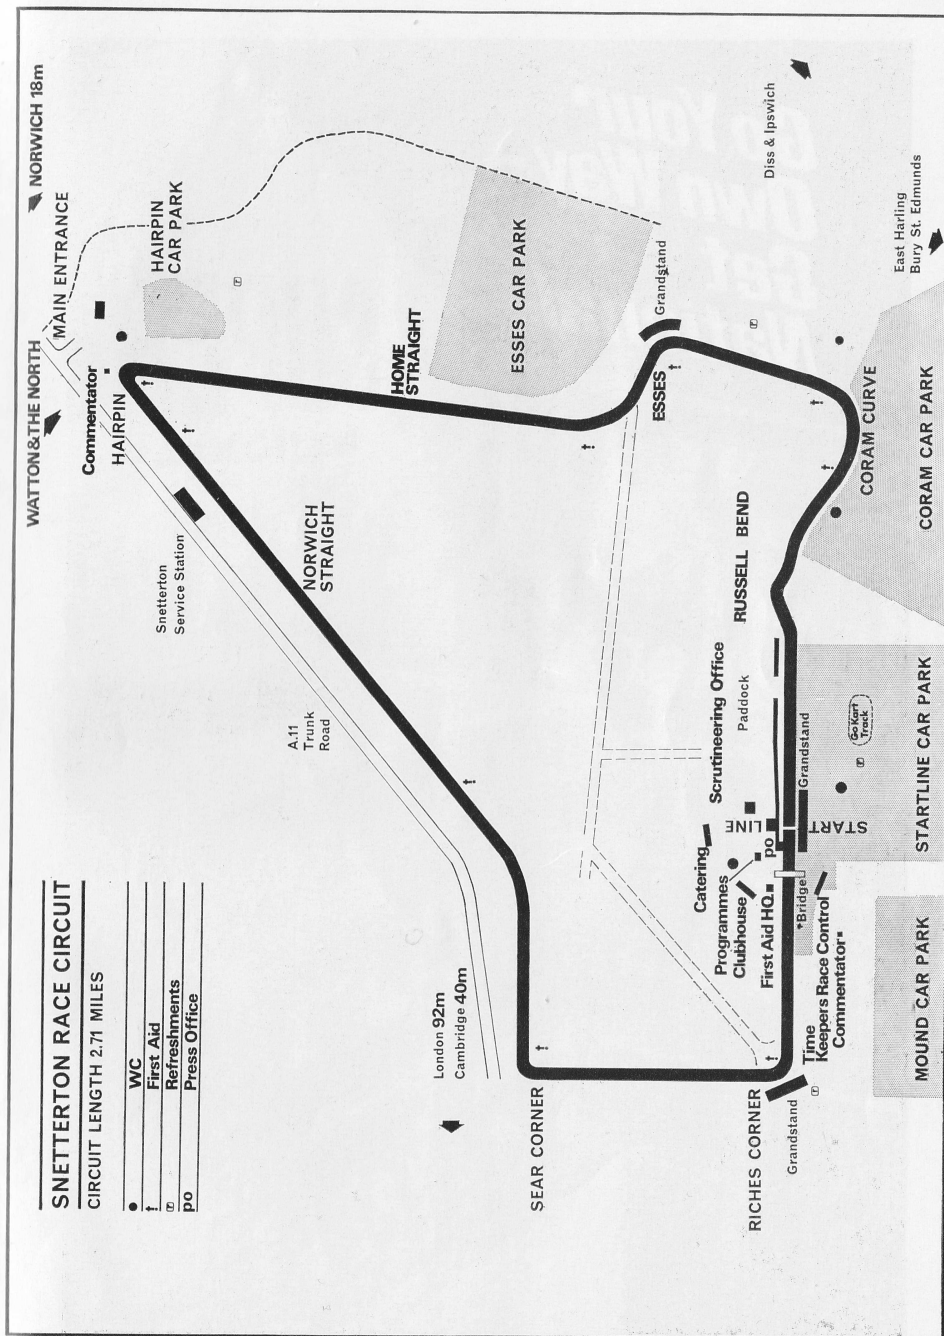 SNETTERTON RACE CIRCUIT
CIRCUIT LENGTH 2.71 MILES
WC
First Aid
Refreshments
po Press Office
WATTON & THE NORTH
NORWICH 18m
MAIN ENTRANCE
Commentator
HAIRPIN
HAIRPIN
CAR PARK
Snetterton
Service Station
NORWICH
STRAIGHT
HOME
STRAIGHT
A.11
Trunk
Road
London 92m
Cambridge 40m
ESSES CAR PARK
Grandstand
ESSES
Diss & Ipswich
East Harling
Bury St. Edmunds
CORAM CURVE
CORAM CAR PARK
RUSSELL BEND
Scrutineering Office
Paddock
Grandstand
Go Kart
Track
STARTLINE CAR PARK
START
LINE
po
Catering
Programmes
Clubhouse
First Aid HQ.
*Bridge
Time
Keepers Race Control
Commentator
MOUND CAR PARK
SEAR CORNER
RICHES CORNER
Grandstand
Go Your
Own Way